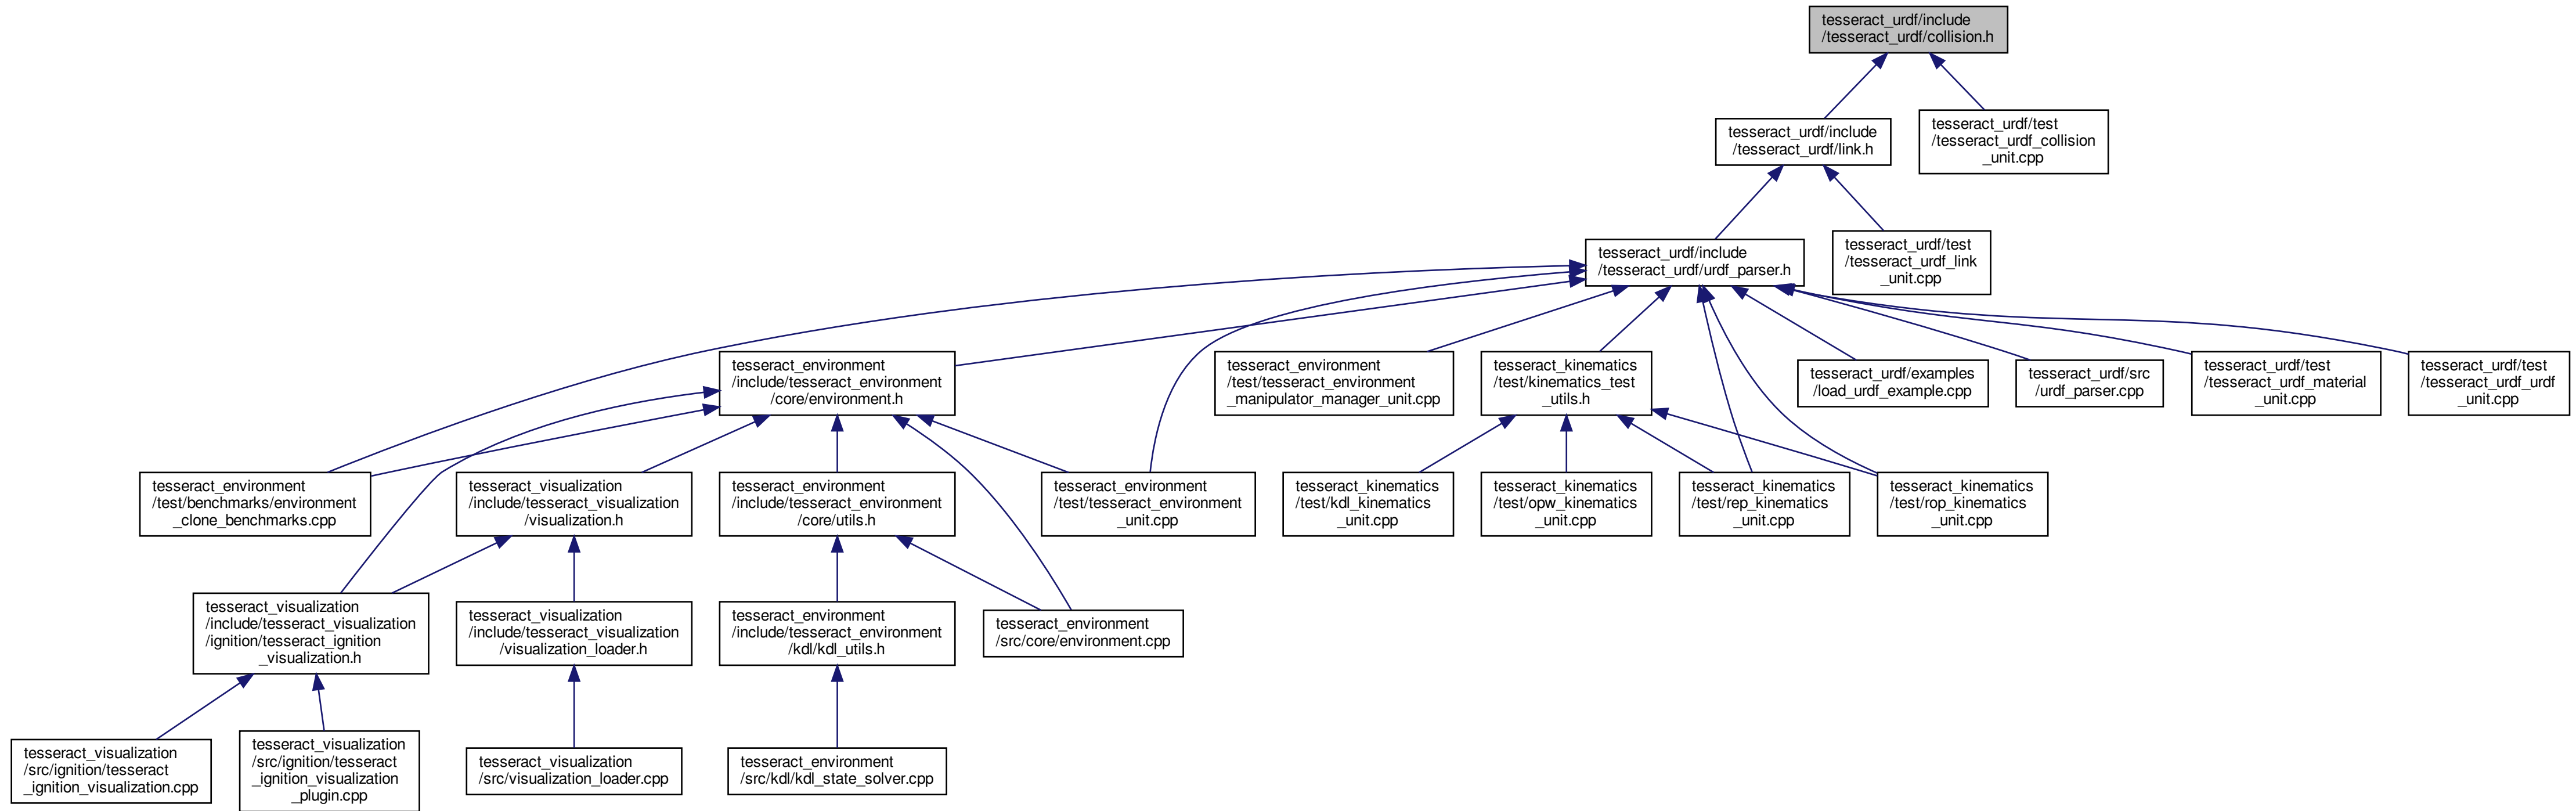 tesseract_urdf/include
/tesseract_urdf/collision.h
tesseract_urdf/include
/tesseract_urdf/link.h
tesseract_urdf/test
/tesseract_urdf_collision
_unit.cpp
tesseract_urdf/include
/tesseract_urdf/urdf_parser.h
tesseract_urdf/test
/tesseract_urdf_link
_unit.cpp
tesseract_environment
/include/tesseract_environment
/core/environment.h
tesseract_environment
/test/tesseract_environment
_manipulator_manager_unit.cpp
tesseract_kinematics
/test/kinematics_test
_utils.h
tesseract_urdf/examples
/load_urdf_example.cpp
tesseract_urdf/src
/urdf_parser.cpp
tesseract_urdf/test
/tesseract_urdf_material
_unit.cpp
tesseract_urdf/test
/tesseract_urdf_urdf
_unit.cpp
tesseract_environment
/test/benchmarks/environment
_clone_benchmarks.cpp
tesseract_visualization
/include/tesseract_visualization
/visualization.h
tesseract_environment
/include/tesseract_environment
/core/utils.h
tesseract_environment
/test/tesseract_environment
_unit.cpp
tesseract_kinematics
/test/kdl_kinematics
_unit.cpp
tesseract_kinematics
/test/opw_kinematics
_unit.cpp
tesseract_kinematics
/test/rep_kinematics
_unit.cpp
tesseract_kinematics
/test/rop_kinematics
_unit.cpp
tesseract_visualization
/include/tesseract_visualization
/ignition/tesseract_ignition
_visualization.h
tesseract_visualization
/include/tesseract_visualization
/visualization_loader.h
tesseract_environment
/include/tesseract_environment
/kdl/kdl_utils.h
tesseract_environment
/src/core/environment.cpp
tesseract_visualization
/src/ignition/tesseract
_ignition_visualization.cpp
tesseract_visualization
/src/ignition/tesseract
_ignition_visualization
_plugin.cpp
tesseract_visualization
/src/visualization_loader.cpp
tesseract_environment
/src/kdl/kdl_state_solver.cpp